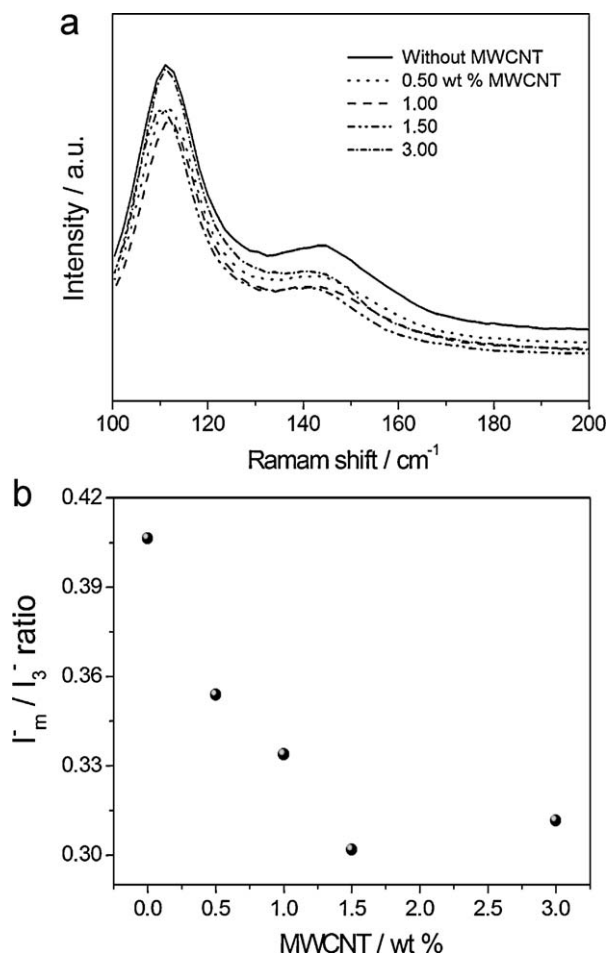 a
Without MWCNT
0.50 wt % MWCNT
1.00
1.50
3.00
Intensity / a.u.
100 120 140 160 180 200
Ramam shift / cm⁻¹
b
0.42
0.39
0.36
0.33
0.30
I⁻ₘ / I₃⁻ ratio
0.0 0.5 1.0 1.5 2.0 2.5 3.0
MWCNT / wt %